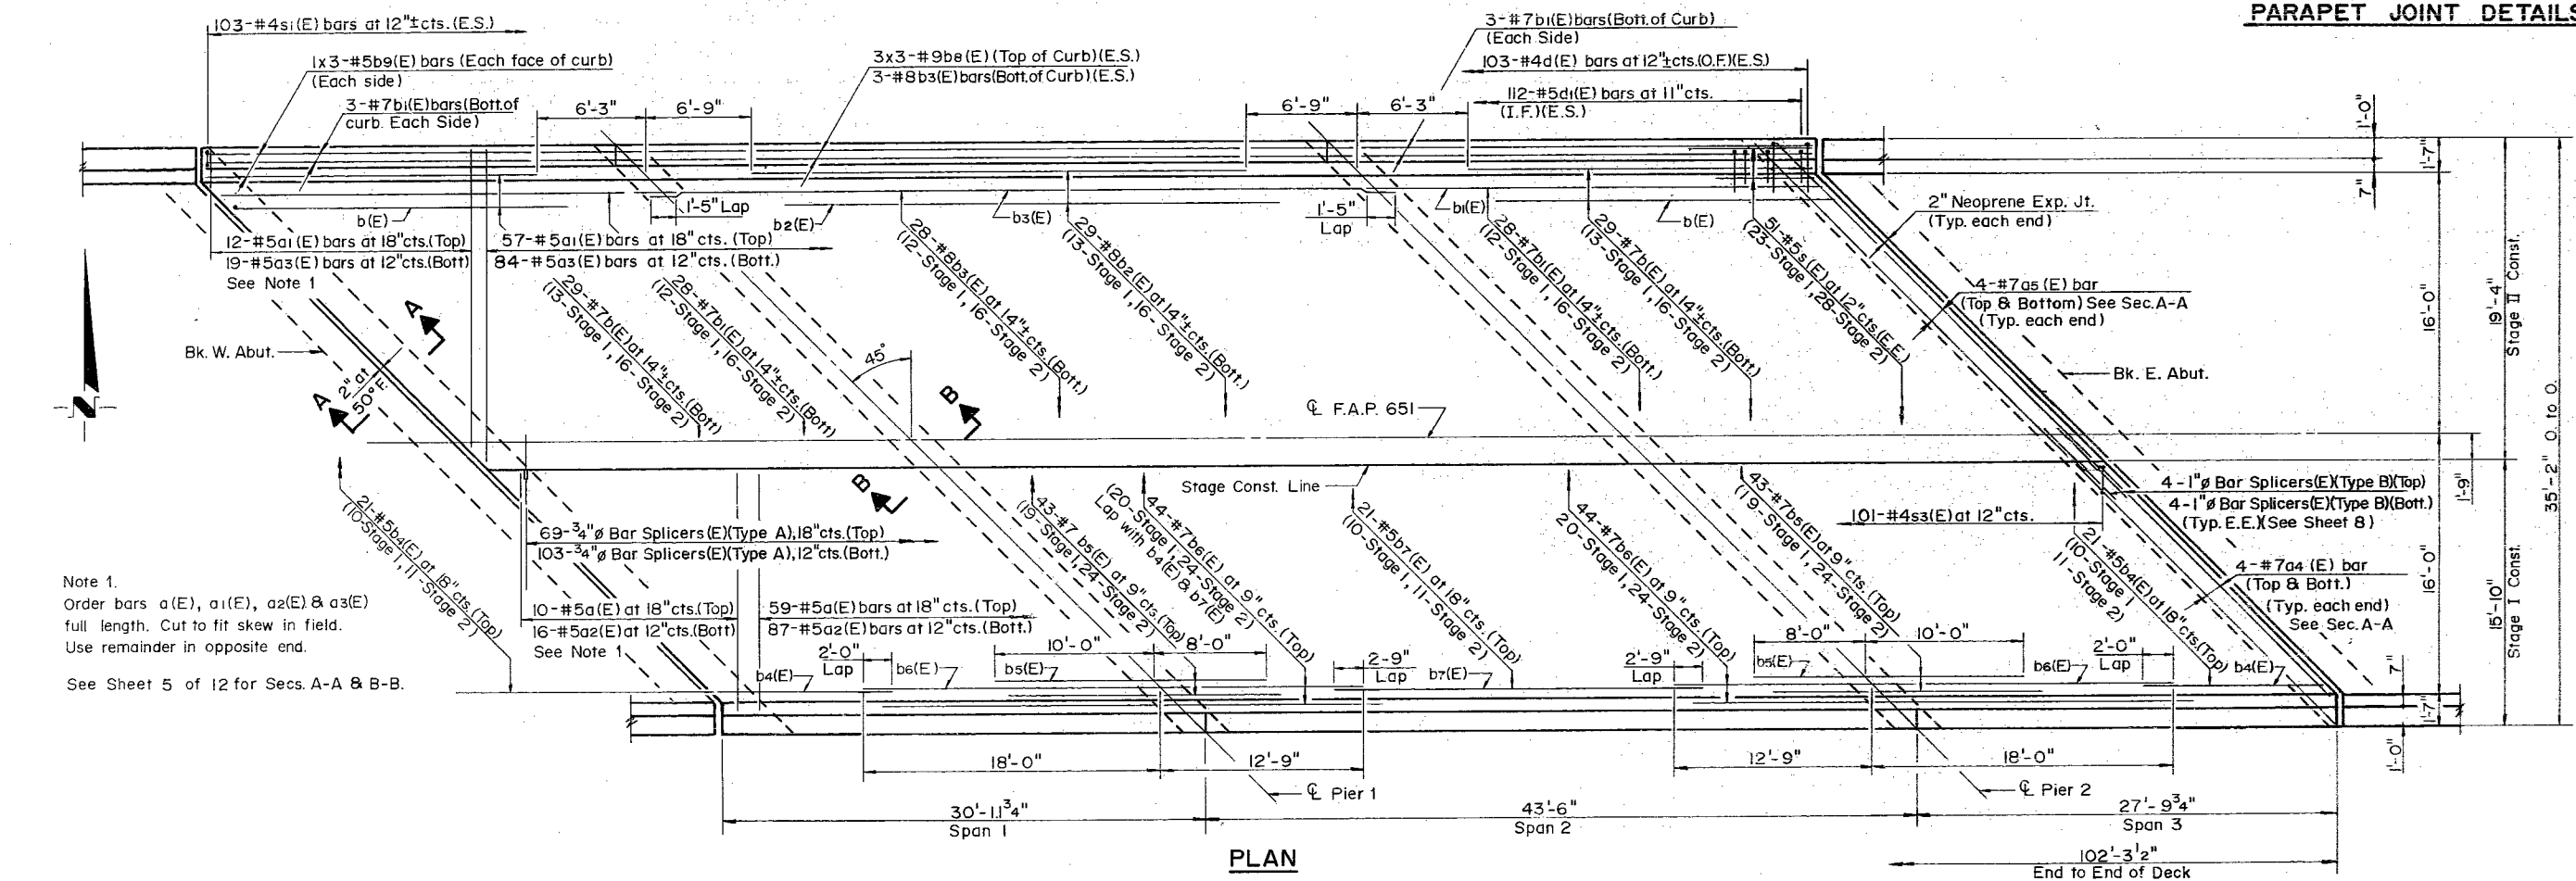 PARAPET JOINT DETAILS
103-#4s1(E) bars at 12"±cts.(E.S.)
1x3-#5b9(E) bars (Each face of curb)
(Each side)
3-#7b1(E)bars(Bott.of
curb. Each Side)
3x3-#9b8(E)(Top of Curb)(E.S.)
3-#8b3(E)bars(Bott.of Curb)(E.S.)
3-#7b1(E)bars(Bott.of Curb)
(Each Side)
103-#4d(E) bars at 12"±cts.(O.F.)(E.S.)
112-#5d1(E) bars at 11"cts.
(I.F.)(E.S.)
6'-3"
6'-9"
6'-9"
6'-3"
1'-0"
1'-7"
7"
b(E)
1'-5" Lap
b2(E)
b3(E)
1'-5"
Lap
b1(E)
b(E)
2" Neoprene Exp. Jt.
(Typ. each end)
12-#5a1(E) bars at 18"cts.(Top)
19-#5a3(E) bars at 12"cts.(Bott)
See Note 1
57-#5a1(E) bars at 18"cts. (Top)
84-#5a3(E) bars at 12"cts. (Bott.)
29-#7b(E)at 14"±cts.(Bott)
(13-Stage 1, 16-Stage 2)
28-#7b1(E)at 14"±cts.(Bott)
(12-Stage 1, 16-Stage 2)
28-#8b3(E)at 14"±cts.(Bott.)
(12-Stage 1, 16-Stage 2)
29-#8b2(E)at 14"±cts.(Bott.)
(13-Stage 1, 16-Stage 2)
28-#7b1(E)at 14"±cts.(Bott.)
(12-Stage 1, 16-Stage 2)
29-#7b(E)at 14"±cts.(Bott.)
(13-Stage 1, 16-Stage 2)
51-#5s(E)at 12"cts.(E.E.)
(23-Stage 1, 28-Stage 2)
4-#7a5(E) bar
(Top & Bottom) See Sec.A-A
(Typ. each end)
16'-0"
19'-4"
Stage II Const.
35'-2" O to O
Bk. W. Abut.
A
A
2" at
50° F.
45°
B
B
N
℄ F.A.P. 651
Bk. E. Abut.
Stage Const. Line
1'-9"
4-1"ø Bar Splicers(E)(Type B)(Top)
4-1"ø Bar Splicers(E)(Type B)(Bott.)
(Typ. E.E.)(See Sheet 8)
101-#4s3(E)at 12"cts.
69-3/4"ø Bar Splicers(E)(Type A),18"cts.(Top)
103-3/4"ø Bar Splicers(E)(Type A),12"cts.(Bott.)
21-#5b4(E)at 18"cts.(Top)
(10-Stage 1, 11-Stage 2)
43-#7b5(E)at 9"cts.(Top)
(19-Stage 1, 24-Stage 2)
44-#7b6(E)at 9"cts.(Top)
(20-Stage 1, 24-Stage 2)
Lap with b4(E)& b7(E)
21-#5b7(E)at 18"cts.(Top)
(10-Stage 1, 11-Stage 2)
44-#7b6(E)at 9"cts.(Top)
20-Stage 1, 24-Stage 2)
43-#7b5(E)at 9"cts.(Top)
(19-Stage 1, 24-Stage 2)
21-#5b4(E)at 18"cts.(Top)
(10-Stage 1
11-Stage 2)
4-#7a4(E) bar
(Top & Bott.)
(Typ. each end)
See Sec.A-A
16'-0"
15'-10"
Stage I Const.
Note 1.
Order bars a(E), a1(E), a2(E) & a3(E)
full length. Cut to fit skew in field.
Use remainder in opposite end.
See Sheet 5 of 12 for Secs. A-A & B-B.
10-#5a(E)at 18"cts.(Top)
16-#5a2(E)at 12"cts.(Bott)
See Note 1
59-#5a(E)bars at 18"cts.(Top)
87-#5a2(E)bars at 12"cts.(Bott.)
b4(E)
2'-0"
Lap
b6(E)
10'-0"
8'-0"
b5(E)
2-9"
Lap
b7(E)
2'-9"
Lap
8'-0"
10'-0"
b5(E)
b6(E)
2'-0"
Lap
b4(E)
7"
1'-7"
1'-0"
18'-0"
12'-9"
12'-9"
18'-0"
℄ Pier 1
℄ Pier 2
30'-11 3/4"
Span 1
43'-6"
Span 2
27'-9 3/4"
Span 3
PLAN
102'-3 1/2"
End to End of Deck